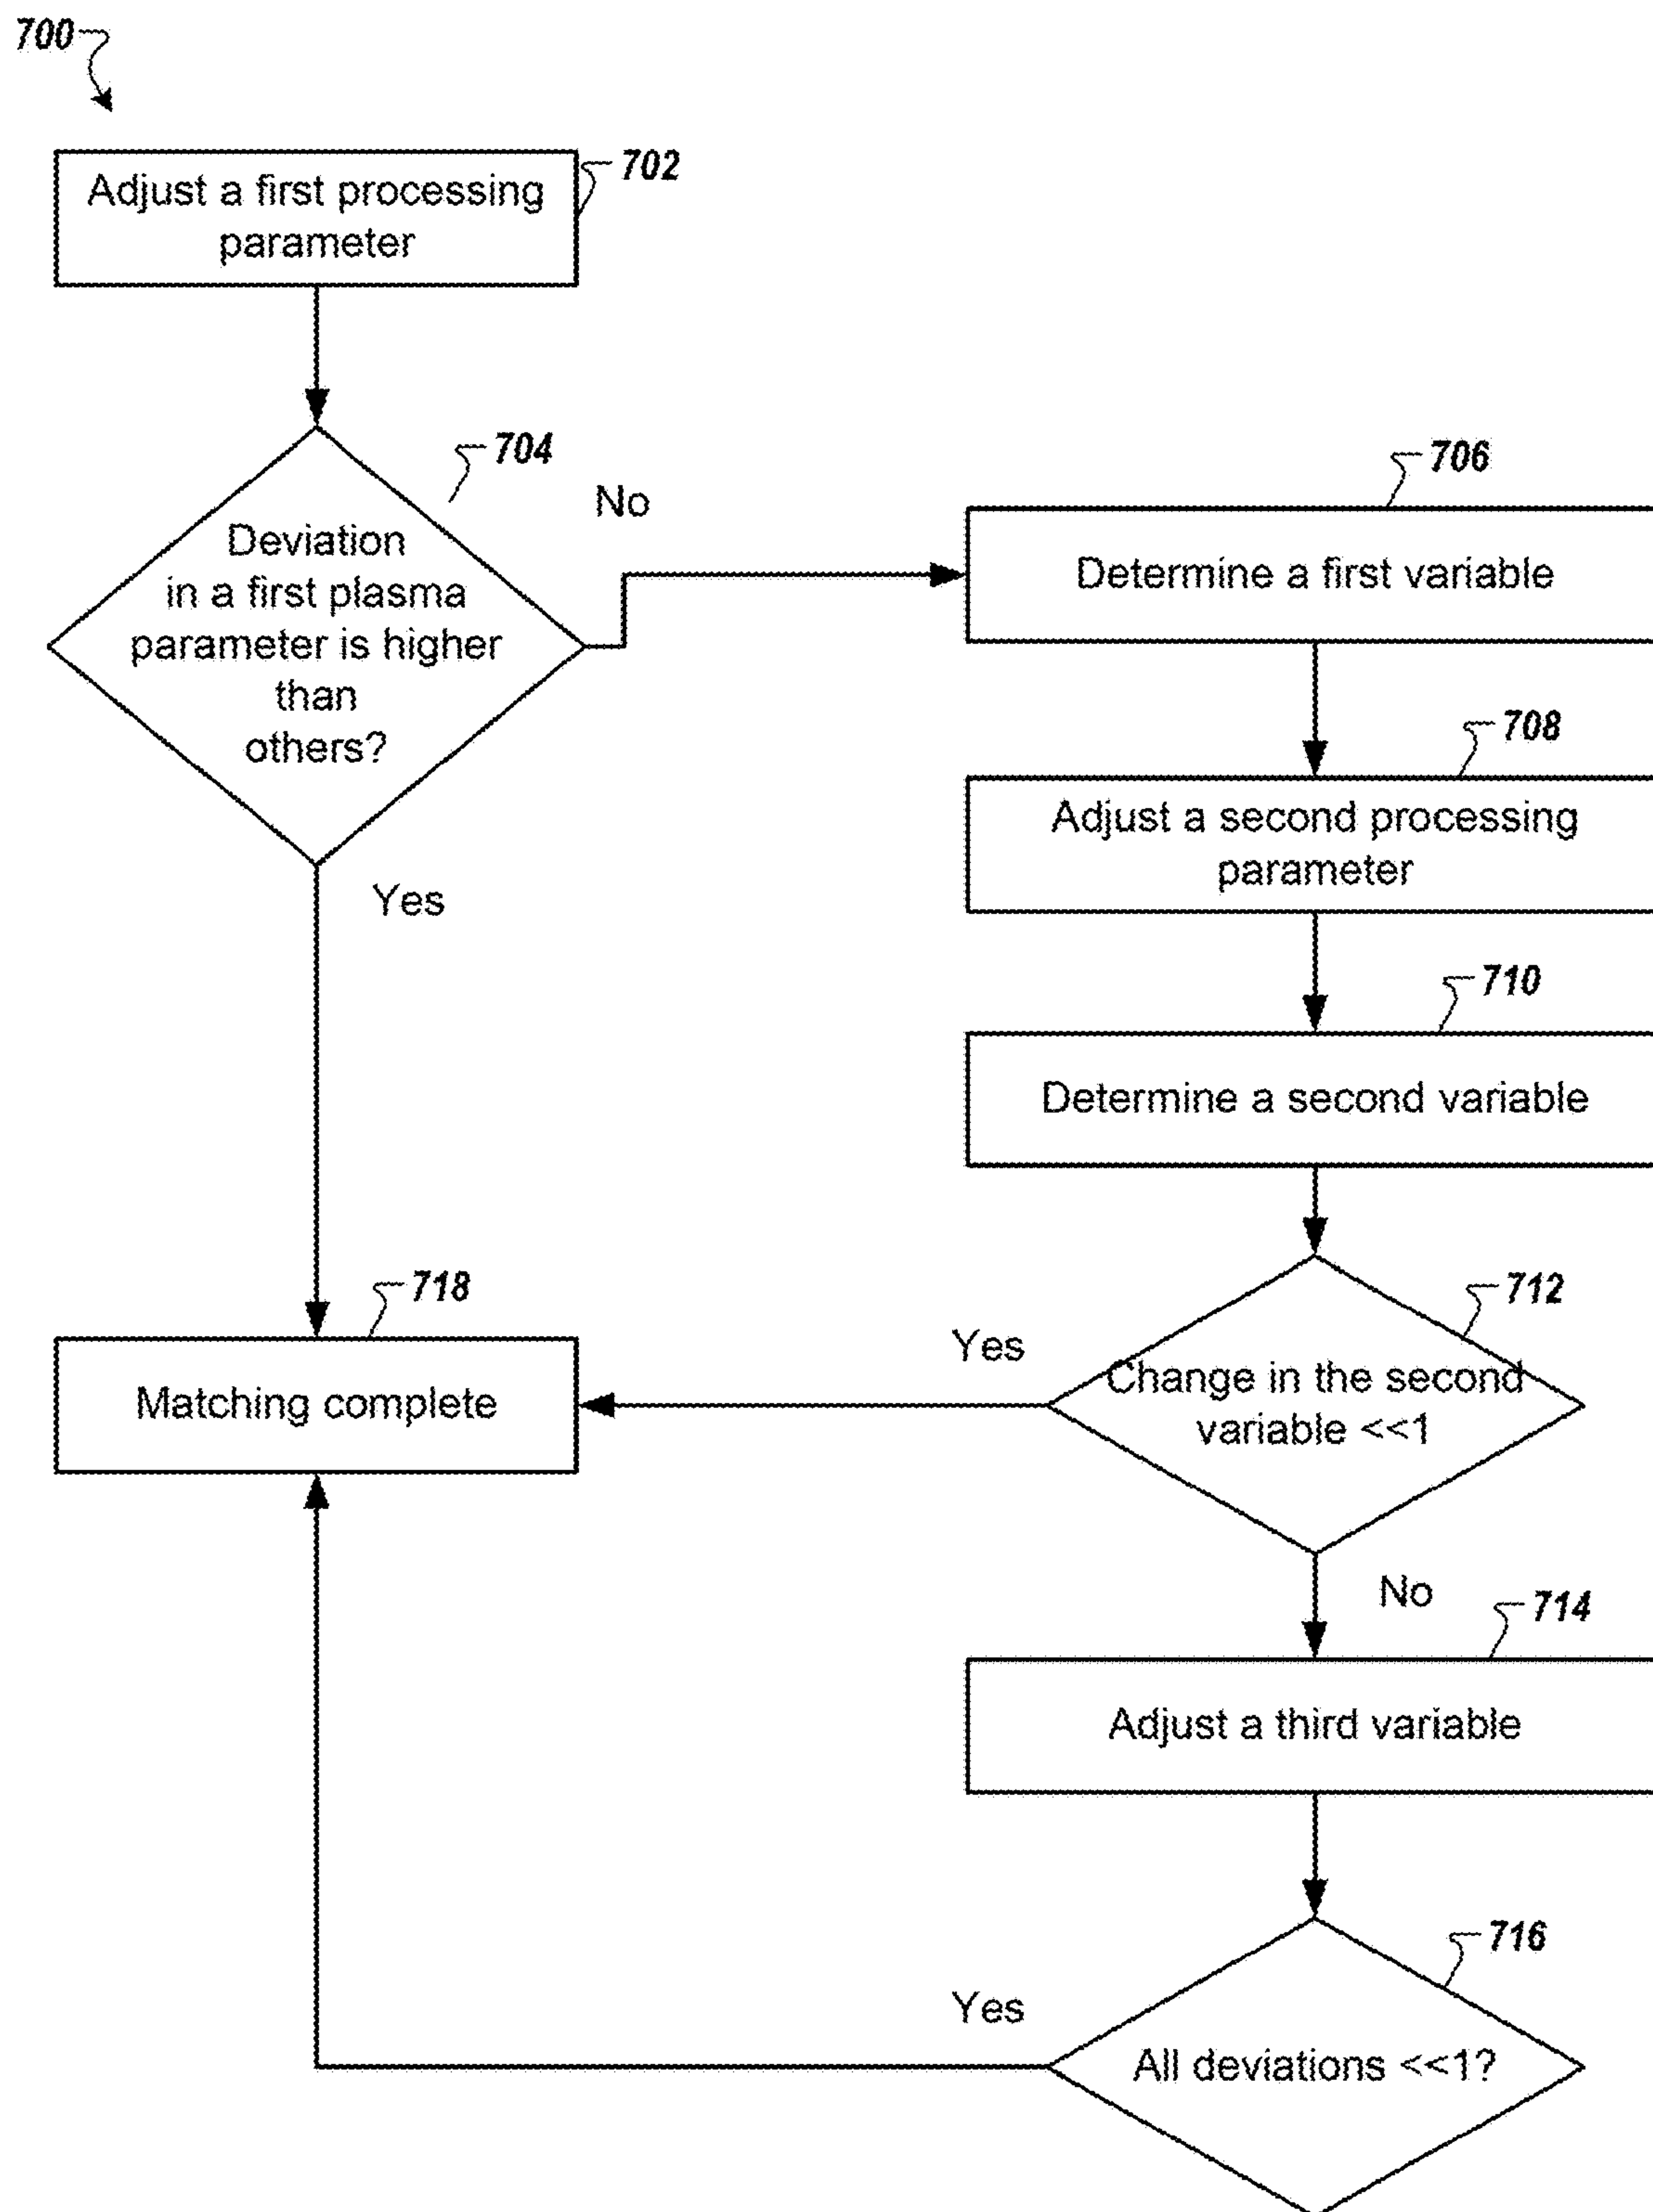 700
702
Adjust a first processing
parameter
704
Deviation
in a first plasma
parameter is higher
than
others?
No
Yes
706
Determine a first variable
708
Adjust a second processing
parameter
710
Determine a second variable
712
Change in the second
variable <<1
Yes
No
718
Matching complete
714
Adjust a third variable
716
All deviations <<1?
Yes